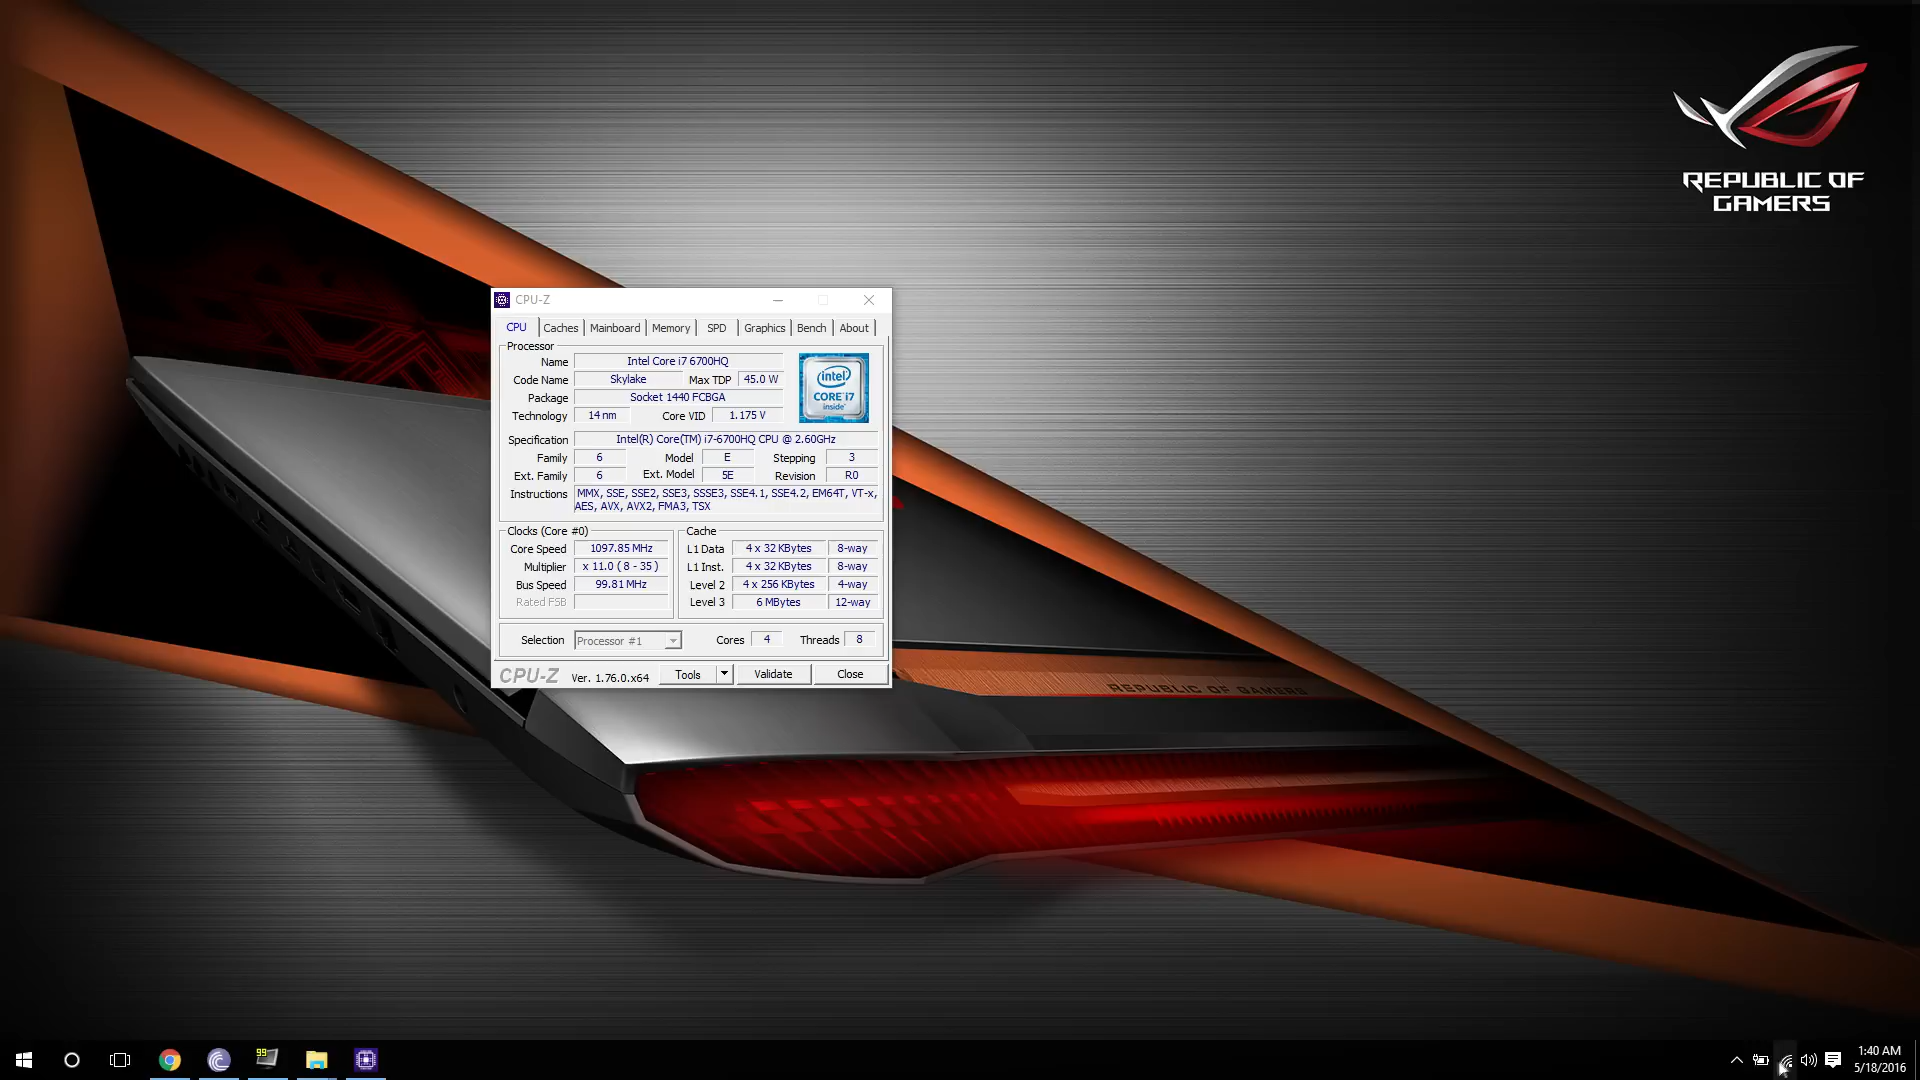 REPUBLIC OF
GAMERS
CPU-Z
CPU Caches Mainboard Memory SPD Graphics Bench About
Processor
Name Intel Core i7 6700HQ
Code Name Skylake Max TDP 45.0 W
Package Socket 1440 FCBGA
Technology 14 nm Core VID 1.175 V
intel
CORE i7
inside
Specification Intel(R) Core(TM) i7-6700HQ CPU @ 2.60GHz
Family 6 Model E Stepping 3
Ext. Family 6 Ext. Model 5E Revision R0
Instructions MMX, SSE, SSE2, SSE3, SSSE3, SSE4.1, SSE4.2, EM64T, VT-x,
AES, AVX, AVX2, FMA3, TSX
Clocks (Core #0)
Core Speed 1097.85 MHz
Multiplier x 11.0 ( 8 - 35 )
Bus Speed 99.81 MHz
Rated FSB
Cache
L1 Data 4 x 32 KBytes 8-way
L1 Inst. 4 x 32 KBytes 8-way
Level 2 4 x 256 KBytes 4-way
Level 3 6 MBytes 12-way
Selection Processor #1 Cores 4 Threads 8
CPU-Z Ver. 1.76.0.x64 Tools Validate Close
REPUBLIC OF GAMERS
99
1:40 AM
5/18/2016